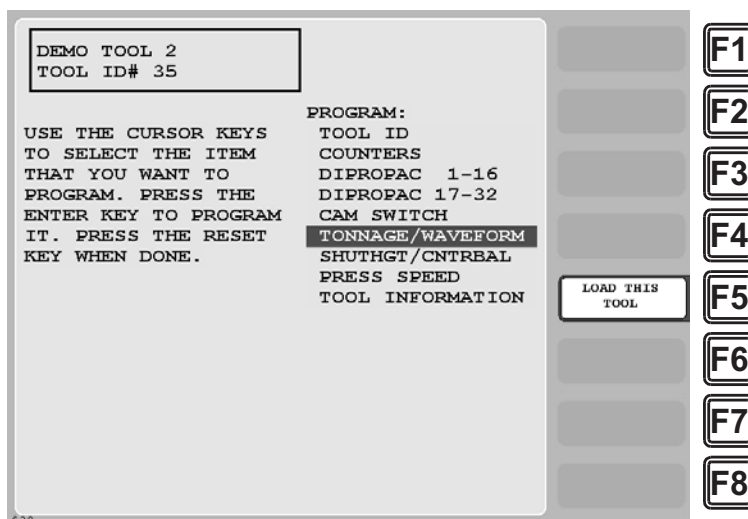 DEMO TOOL 2
TOOL ID# 35
USE THE CURSOR KEYS
TO SELECT THE ITEM
THAT YOU WANT TO
PROGRAM. PRESS THE
ENTER KEY TO PROGRAM
IT. PRESS THE RESET
KEY WHEN DONE.
PROGRAM:
TOOL ID
COUNTERS
DIPROPAC 1-16
DIPROPAC 17-32
CAM SWITCH
TONNAGE/WAVEFORM
SHUTHGT/CNTRBAL
PRESS SPEED
TOOL INFORMATION
LOAD THIS
TOOL
F1
F2
F3
F4
F5
F6
F7
F8